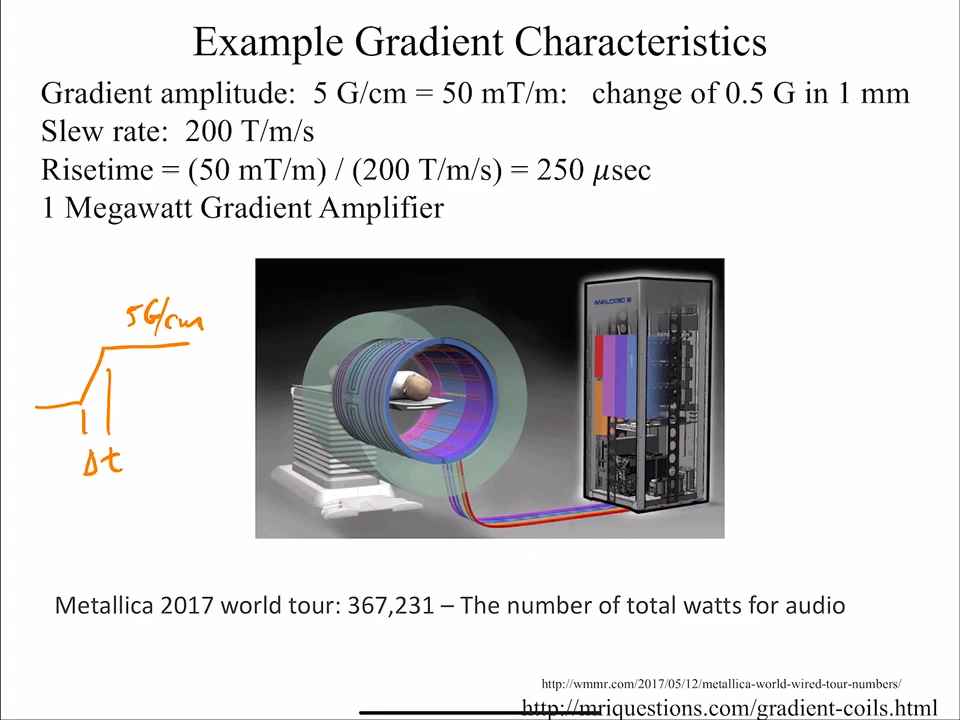 Example Gradient Characteristics
Gradient amplitude: 5 G/cm = 50 mT/m: change of 0.5 G in 1 mm
Slew rate: 200 T/m/s
Risetime = (50 mT/m) / (200 T/m/s) = 250 𝜇sec
1 Megawatt Gradient Amplifier
5G/cm
Δt
ANALOGIC
Metallica 2017 world tour: 367,231 – The number of total watts for audio
http://wmmr.com/2017/05/12/metallica-world-wired-tour-numbers/
http://mriquestions.com/gradient-coils.html